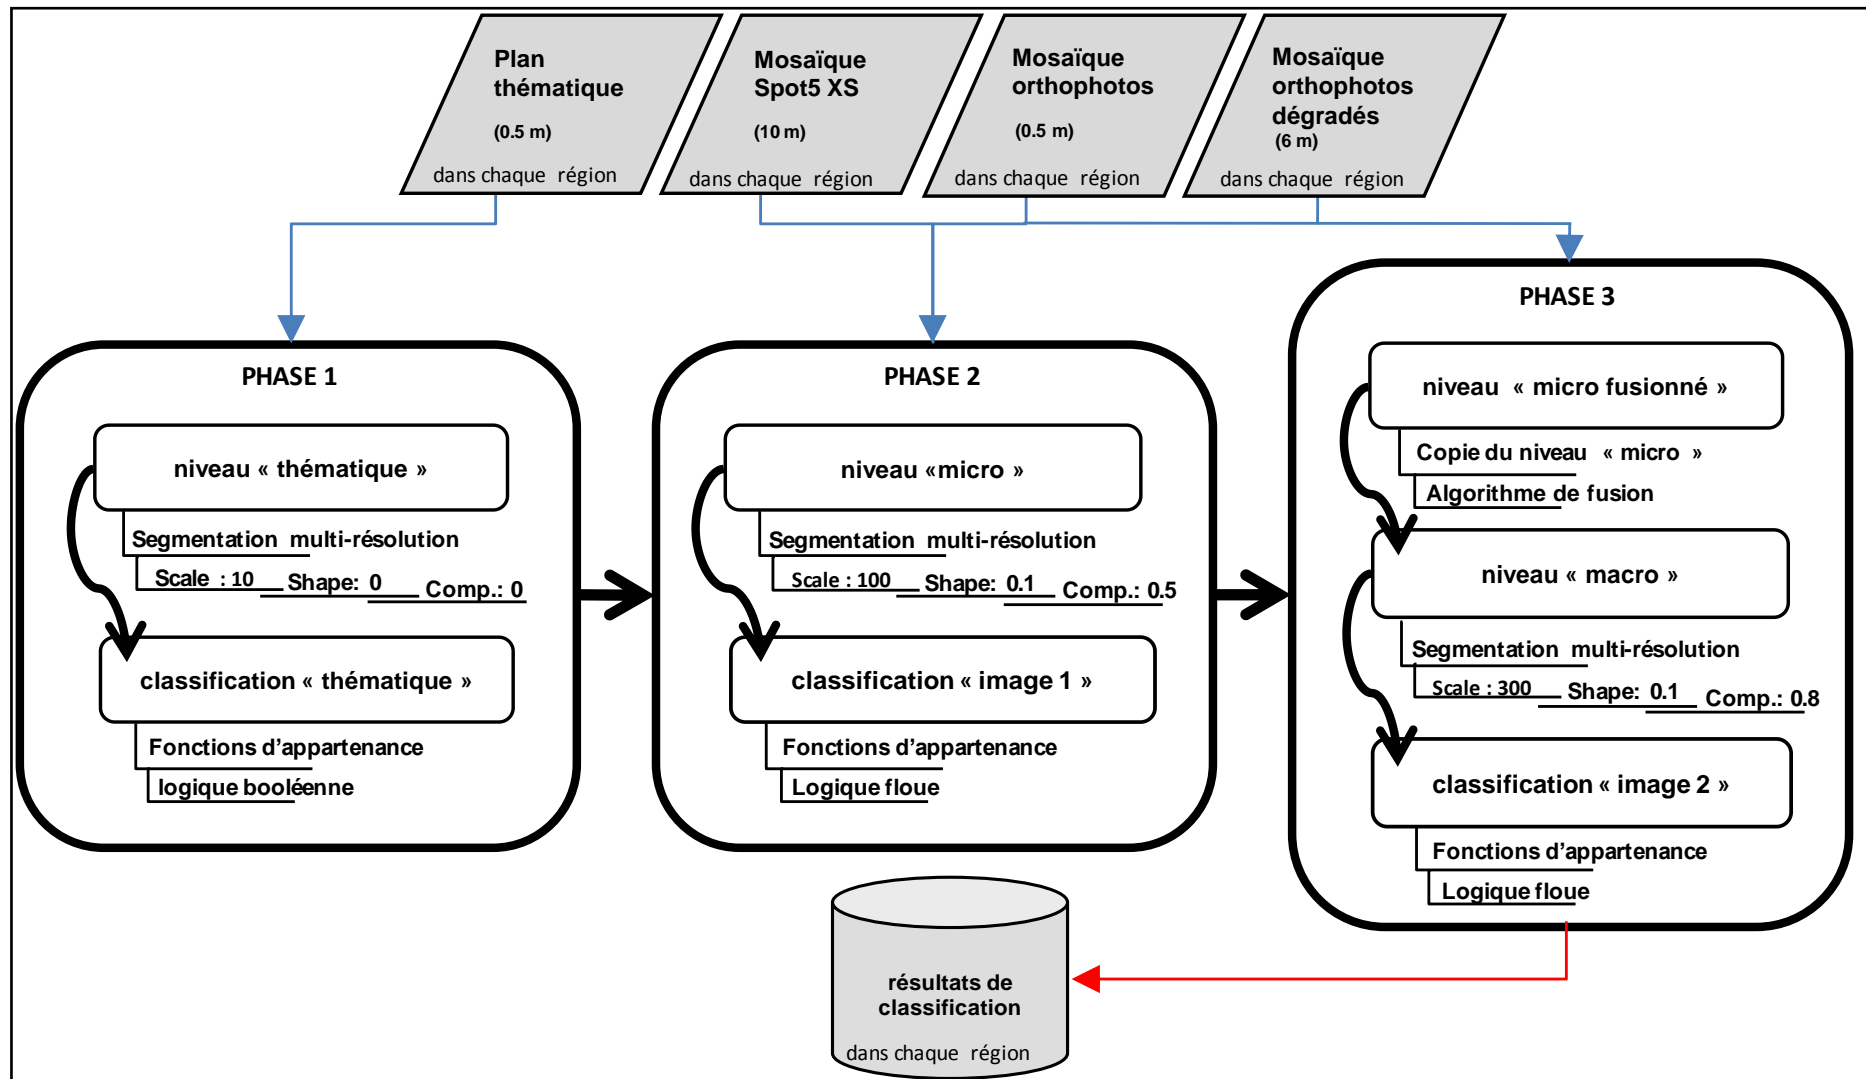 Plan
thématique
(0.5 m)
dans chaque région
Mosaïque
Spot5 XS
(10 m)
dans chaque région
Mosaïque
orthophotos
(0.5 m)
dans chaque région
Mosaïque
orthophotos
dégradés
(6 m)
dans chaque région
PHASE 1
niveau « thématique »
Segmentation multi-résolution
Scale : 10 Shape: 0 Comp.: 0
classification « thématique »
Fonctions d'appartenance
logique booléenne
PHASE 2
niveau «micro »
Segmentation multi-résolution
Scale : 100 Shape: 0.1 Comp.: 0.5
classification « image 1 »
Fonctions d'appartenance
Logique floue
PHASE 3
niveau « micro fusionné »
Copie du niveau « micro »
Algorithme de fusion
niveau « macro »
Segmentation multi-résolution
Scale : 300 Shape: 0.1 Comp.: 0.8
classification « image 2 »
Fonctions d'appartenance
Logique floue
résultats de
classification
dans chaque région